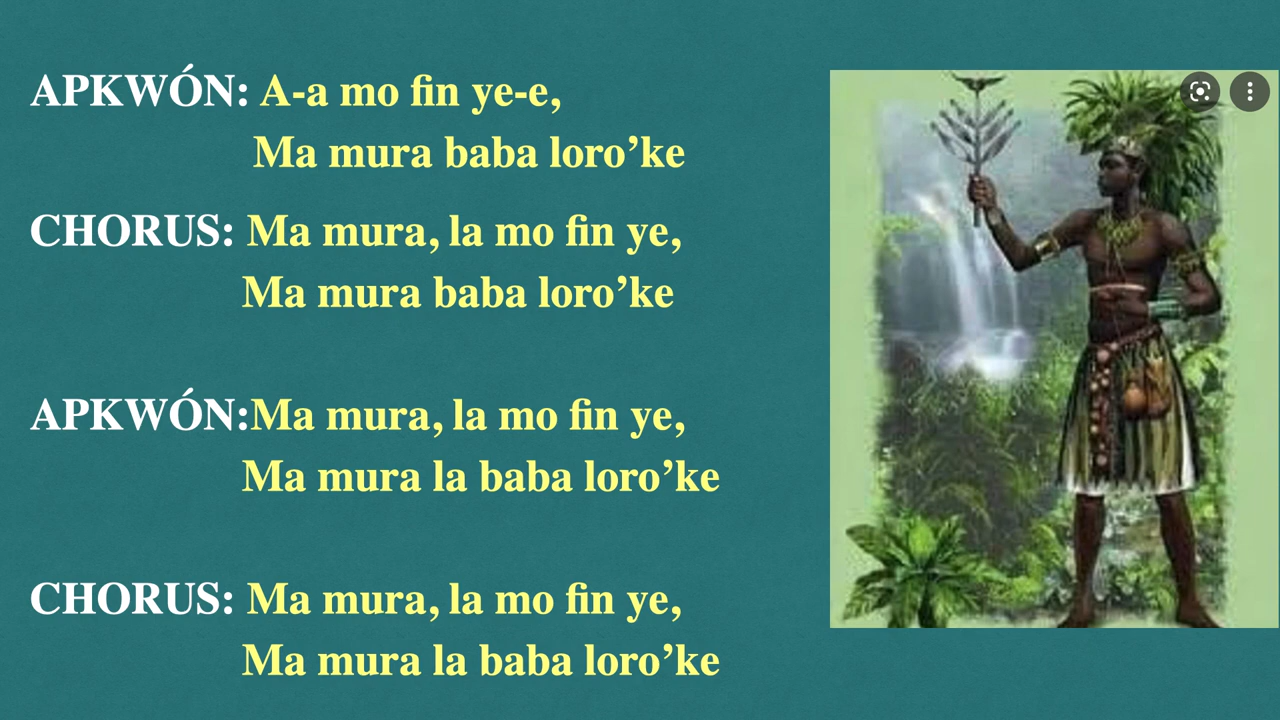 APKWÓN: A-a mo fin ye-e,
Ma mura baba loro’ke
CHORUS: Ma mura, la mo fin ye,
Ma mura baba loro’ke
APKWÓN:Ma mura, la mo fin ye,
Ma mura la baba loro’ke
CHORUS: Ma mura, la mo fin ye,
Ma mura la baba loro’ke